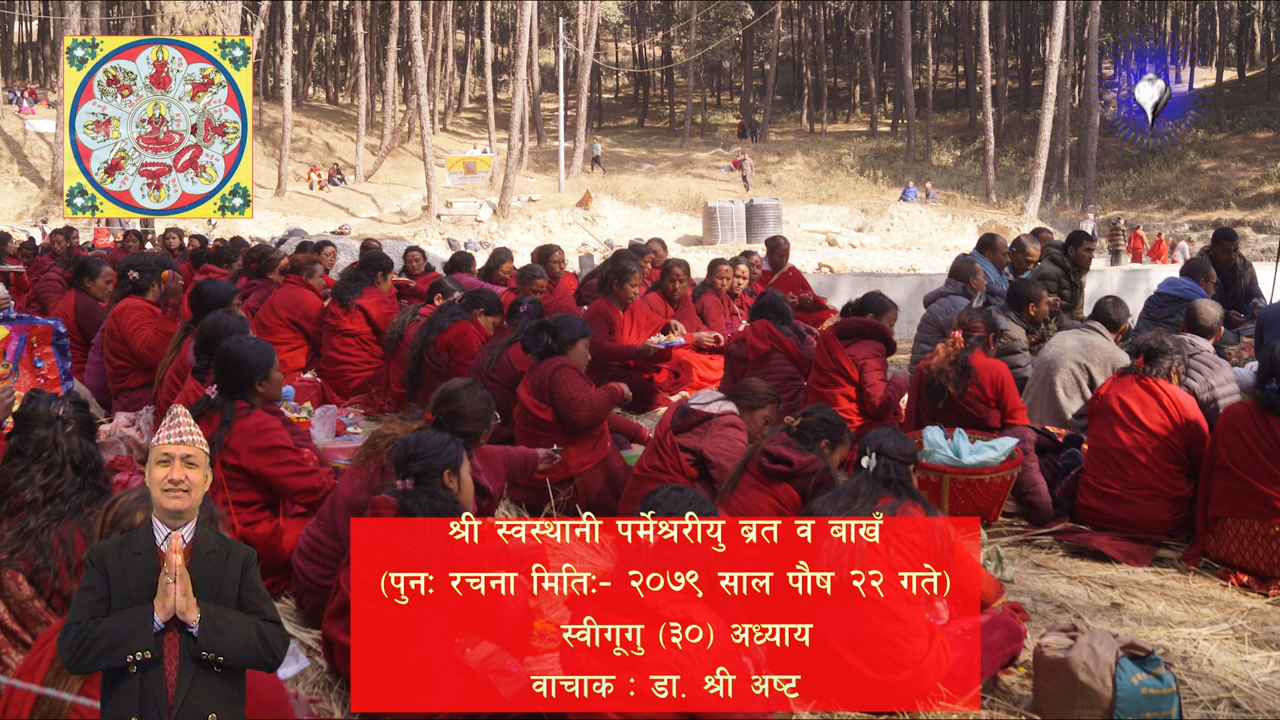 श्री स्वस्थानी पर्मेश्वरीयु ब्रत व बाखँ
(पुनः रचना मितिः- २०७९ साल पौष २२ गते)
स्वीगूगु (३०) अध्याय
वाचाक : डा. श्री अष्ट